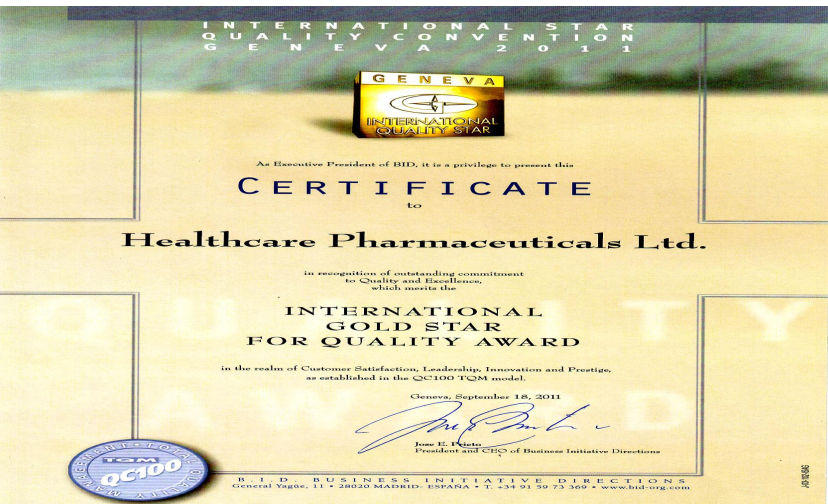 INTERNATIONAL STAR
QUALITY CONVENTION
GENEVA 2011
GENEVA
INTERNATIONAL
QUALITY STAR
As Executive President of BID, it is a privilege to present this
CERTIFICATE
to
Healthcare Pharmaceuticals Ltd.
in recognition of outstanding commitment
to Quality and Excellence,
which merits the
INTERNATIONAL
GOLD STAR
FOR QUALITY AWARD
in the realm of Customer Satisfaction, Leadership, Innovation and Prestige,
as established in the QC100 TQM model.
Geneva, September 18, 2011
Jose E. Prieto
President and CEO of Business Initiative Directions
TQM
QC100
B.I.D. BUSINESS INITIATIVE DIRECTIONS
General Yagüe, 11 • 28020 MADRID- ESPAÑA • T. +34 91 59 73 369 • www.bid-org.com
QUALITY
AWARD